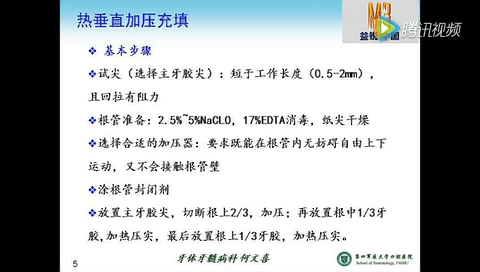 热垂直加压充填
益锐齐图
腾讯视频
基本步骤
试尖(选择主牙胶尖):短于工作长度(0.5-2mm),
且回拉有阻力
根管准备:2.5%~5%NaCLO,17%EDTA消毒,纸尖干燥
选择合适的加压器:要求既能在根管内无妨碍自由上下
运动,又不会接触根管壁
涂根管封闭剂
放置主牙胶尖,切断根上2/3,加压;再放置根中1/3牙
胶,加热压实,最后放置根上1/3牙胶,加热压实。
5
牙体牙髓病科 何文喜
第四军医大学口腔医院
School of Stomatology, FMMU